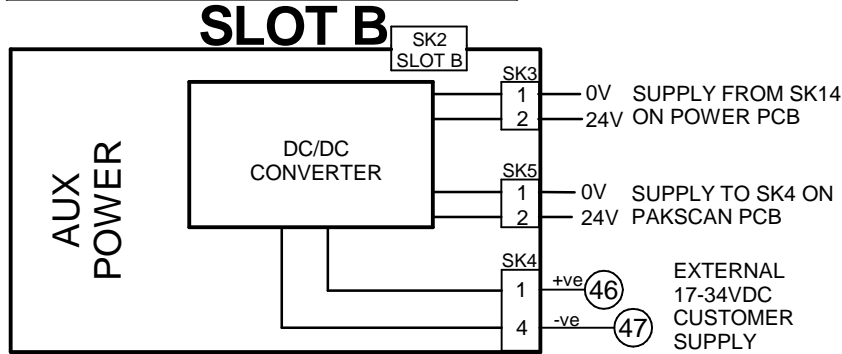 SLOT B
SK2
SLOT B
AUX
POWER
DC/DC
CONVERTER
SK3
1
2
0V
24V
SUPPLY FROM SK14
ON POWER PCB
SK5
1
2
0V
24V
SUPPLY TO SK4 ON
PAKSCAN PCB
SK4
1
4
+ve
46
-ve
47
EXTERNAL
17-34VDC
CUSTOMER
SUPPLY